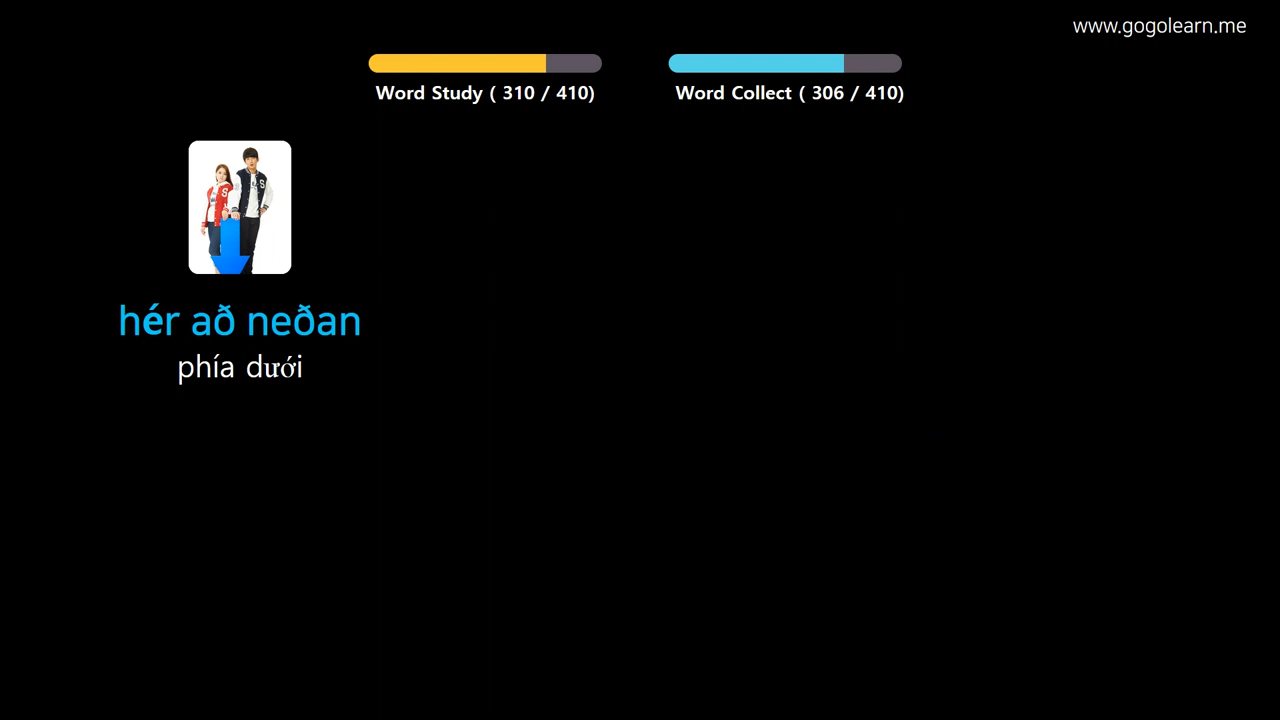 www.gogolearn.me
Word Study ( 310 / 410)
Word Collect ( 306 / 410)
S
S
hér að neðan
phía dưới